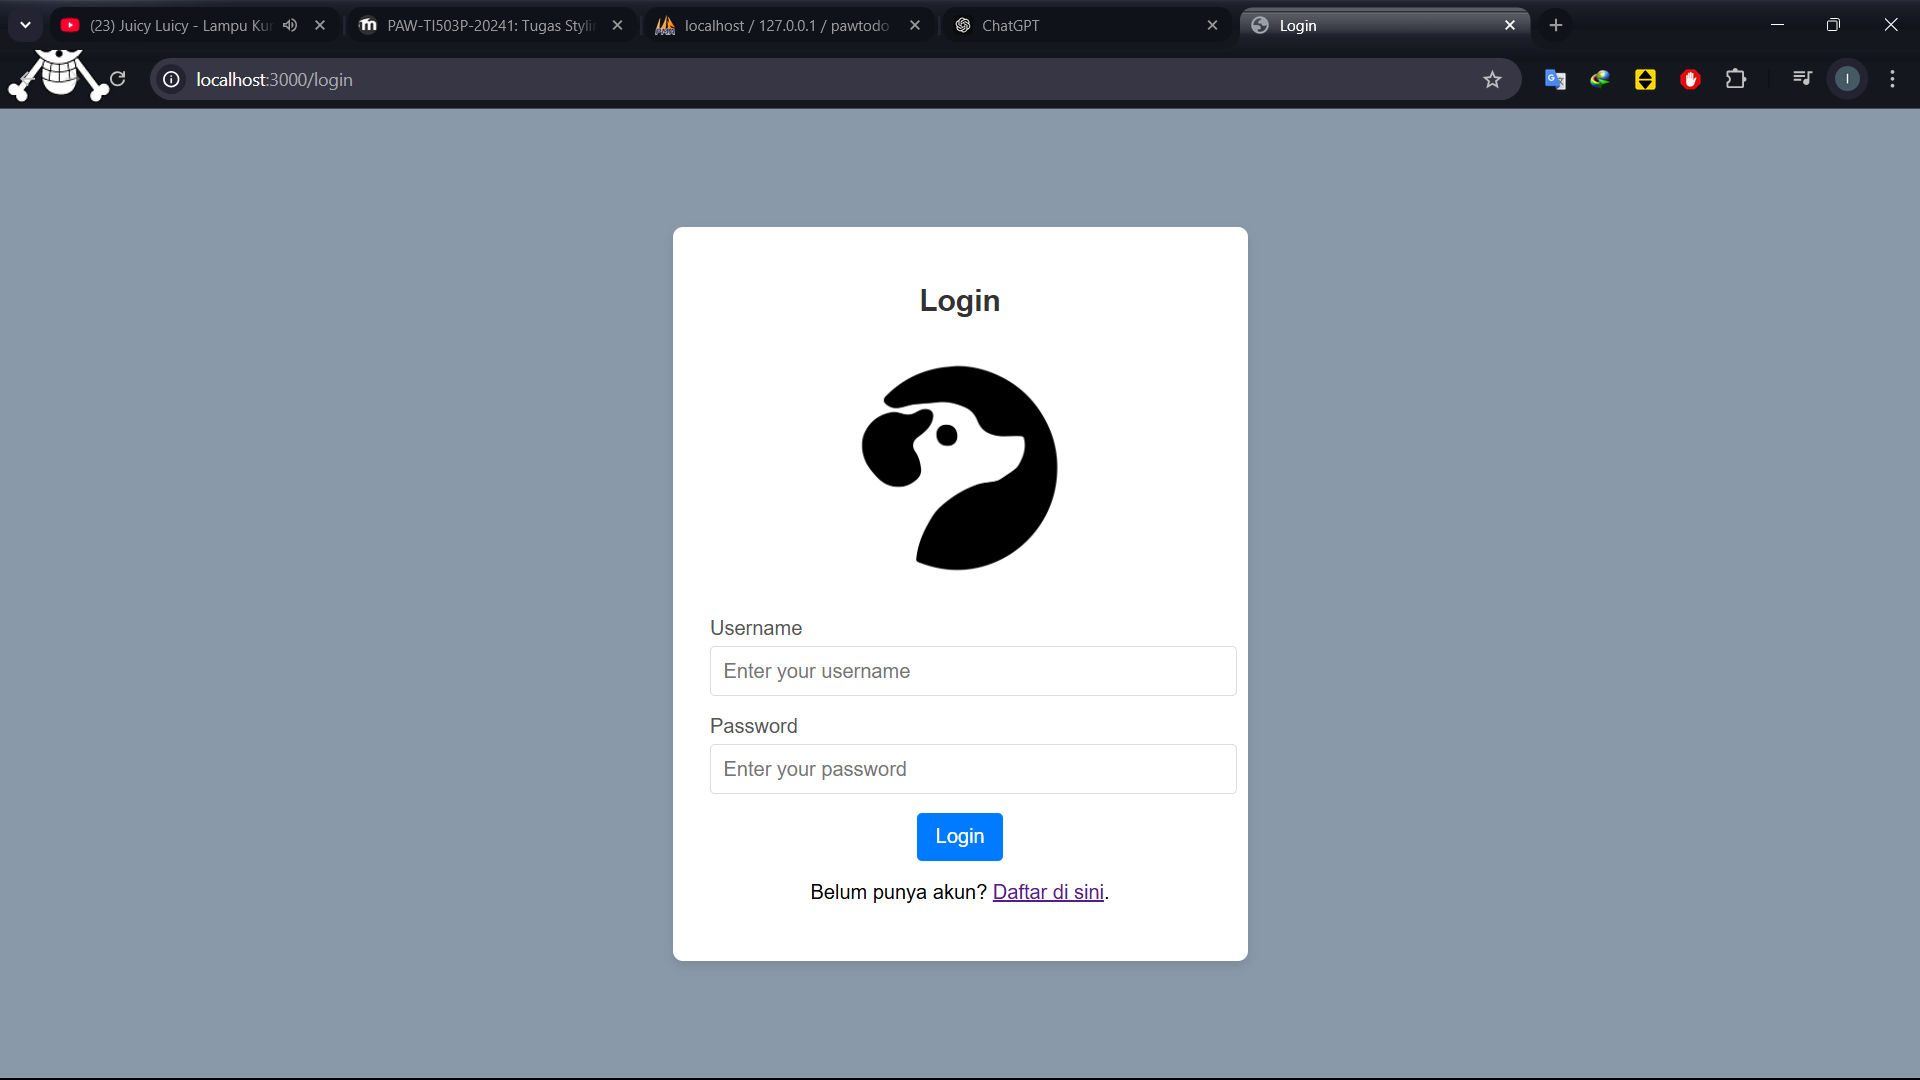 (23) Juicy Luicy - Lampu Ku
PAW-TI503P-20241: Tugas Styli
localhost / 127.0.0.1 / pawtodo
ChatGPT
Login
localhost:3000/login
I
Login
Username
Enter your username
Password
Enter your password
Login
Belum punya akun? Daftar di sini.